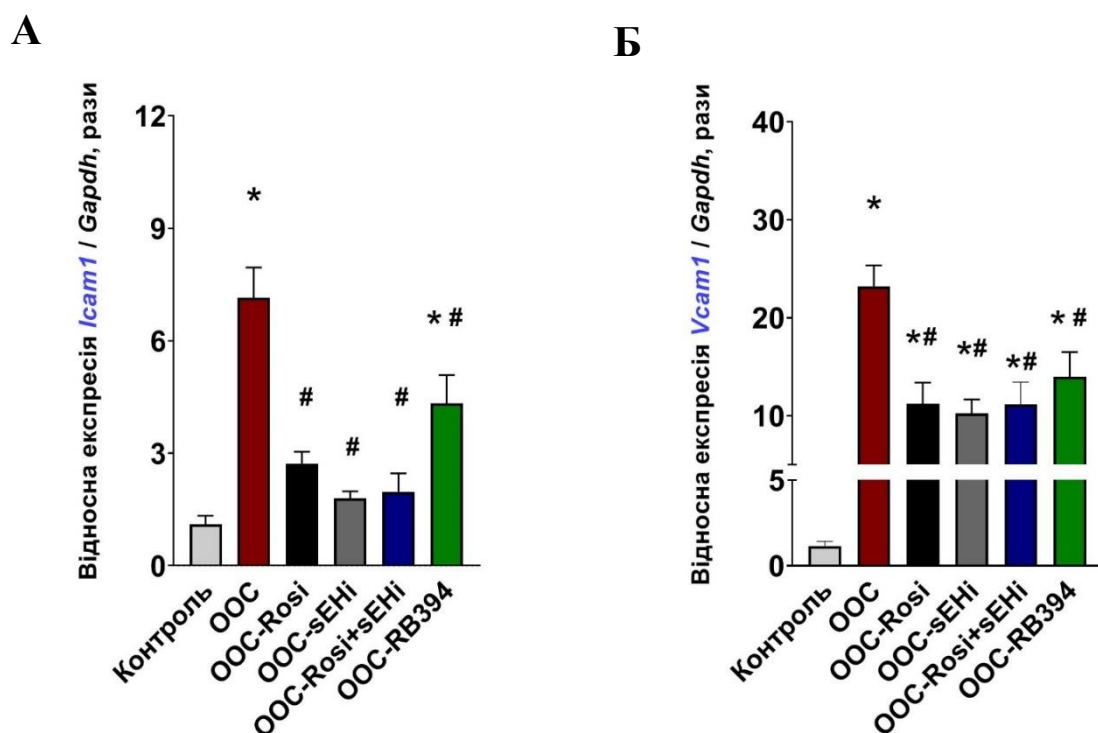 А
Відносна експресія Icam1 / Gapdh, рази
12
9
6
3
0
*
#
#
#
* #
Контроль
ООС
ООС-Rosi
ООС-sEHi
ООС-Rosi+sEHi
ООС-RB394
Б
Відносна експресія Vcam1 / Gapdh, рази
40
30
20
10
5
0
*
*#
*#
*#
* #
Контроль
ООС
ООС-Rosi
ООС-sEHi
ООС-Rosi+sEHi
ООС-RB394